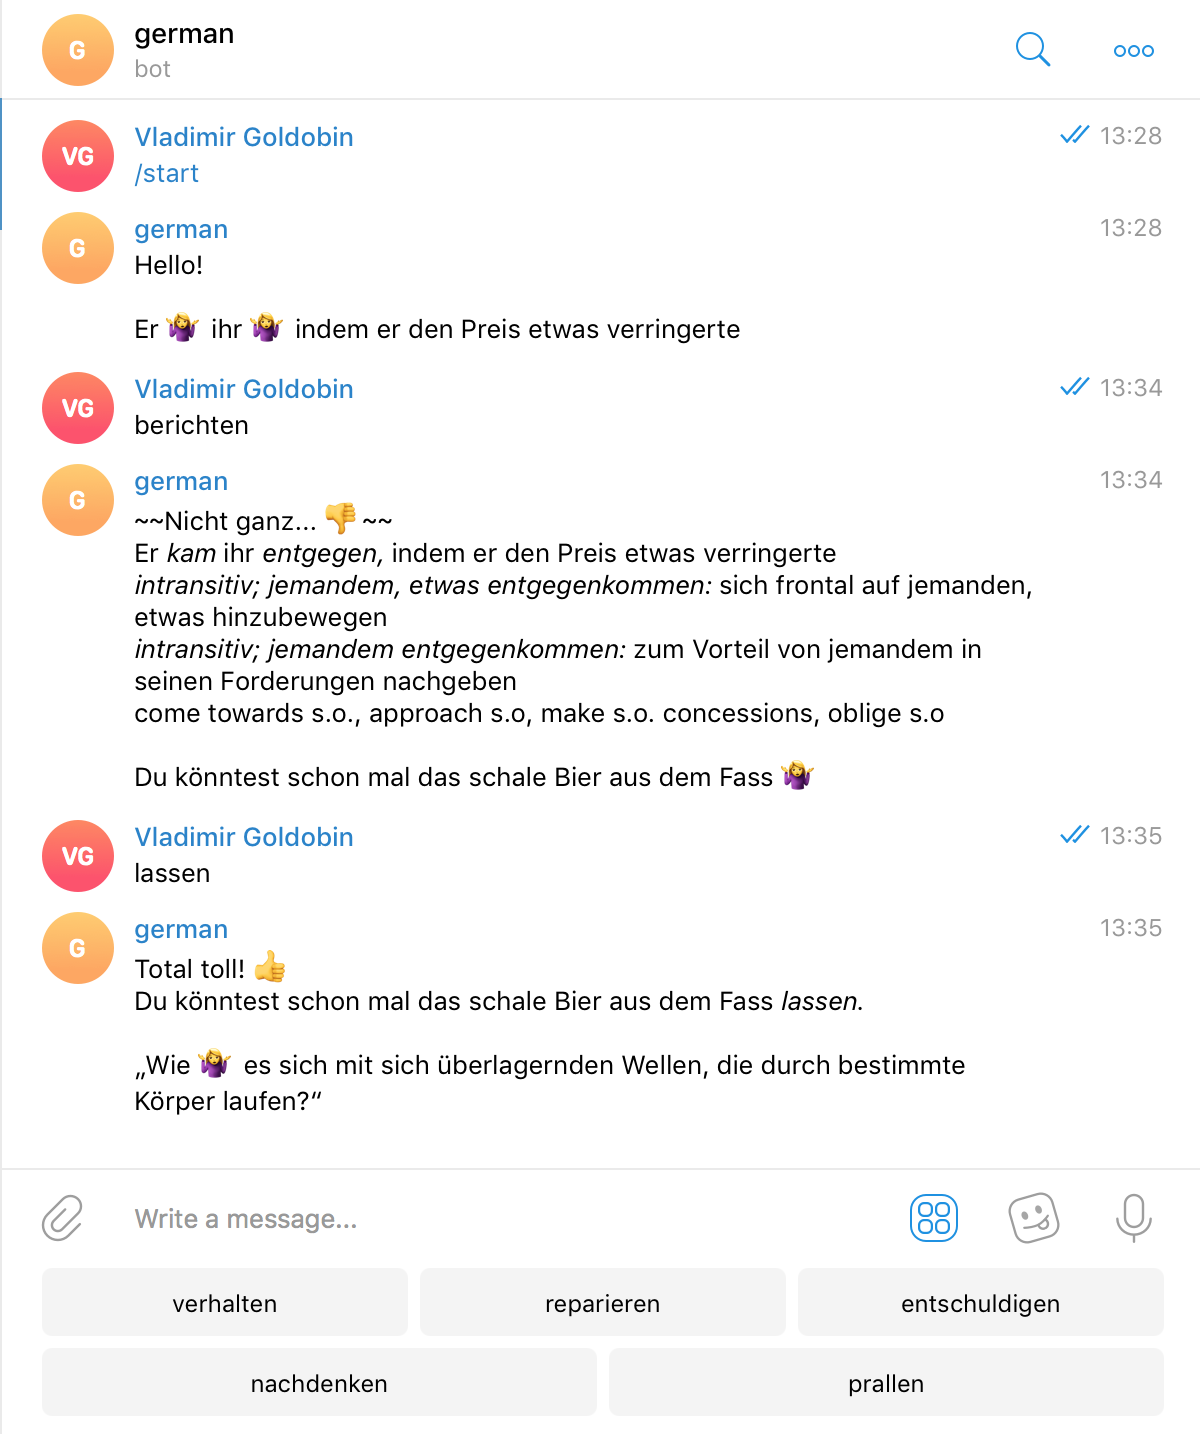 G
german
bot
VG
Vladimir Goldobin
13:28
/start
G
german
13:28
Hello!
Er 🤷‍♀️ ihr 🤷‍♀️ indem er den Preis etwas verringerte
VG
Vladimir Goldobin
13:34
berichten
G
german
13:34
~~Nicht ganz... 👎 ~~
Er kam ihr entgegen, indem er den Preis etwas verringerte
intransitiv; jemandem, etwas entgegenkommen: sich frontal auf jemanden,
etwas hinzubewegen
intransitiv; jemandem entgegenkommen: zum Vorteil von jemandem in
seinen Forderungen nachgeben
come towards s.o., approach s.o, make s.o. concessions, oblige s.o
Du könntest schon mal das schale Bier aus dem Fass 🤷‍♀️
VG
Vladimir Goldobin
13:35
lassen
G
german
13:35
Total toll! 👍
Du könntest schon mal das schale Bier aus dem Fass lassen.
„Wie 🤷‍♀️ es sich mit sich überlagernden Wellen, die durch bestimmte
Körper laufen?“
Write a message...
verhalten
reparieren
entschuldigen
nachdenken
prallen